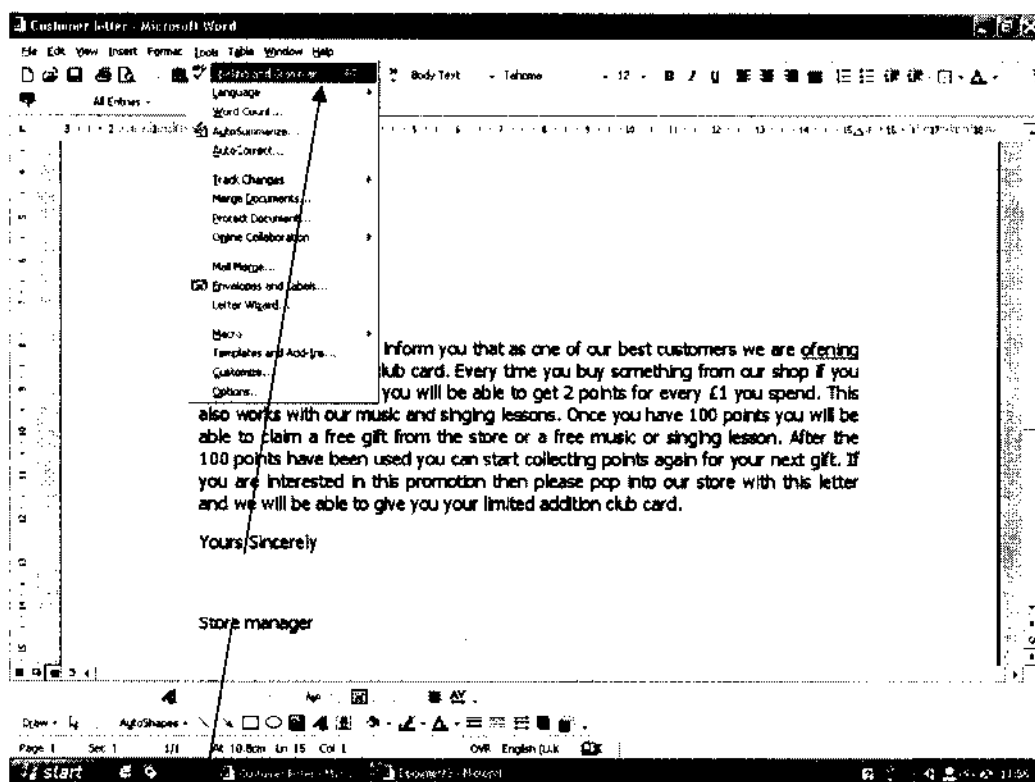 Customer letter - Microsoft Word
File Edit View Insert Format Tools Table Window Help
Spelling and Grammar... F7
Body Text Tahoma 12 B I U
Language
All Entries
Word Count...
AutoSummarize...
AutoCorrect...
Track Changes
Merge Documents...
Protect Document...
Online Collaboration
Mail Merge...
Envelopes and Labels...
Letter Wizard...
Macro
Templates and Add-Ins...
Customize...
Options...
inform you that as one of our best customers we are ofening
lub card. Every time you buy something from our shop if you
you will be able to get 2 points for every £1 you spend. This
also works with our music and singing lessons. Once you have 100 points you will be
able to claim a free gift from the store or a free music or singing lesson. After the
100 points have been used you can start collecting points again for your next gift. If
you are interested in this promotion then please pop into our store with this letter
and we will be able to give you your limited addition club card.
Yours Sincerely
Store manager
Draw AutoShapes
Page 1 Sec 1 1/1 At 10.8cm Ln 15 Col 1 OVR English (U.K
start Customer letter - Mic...